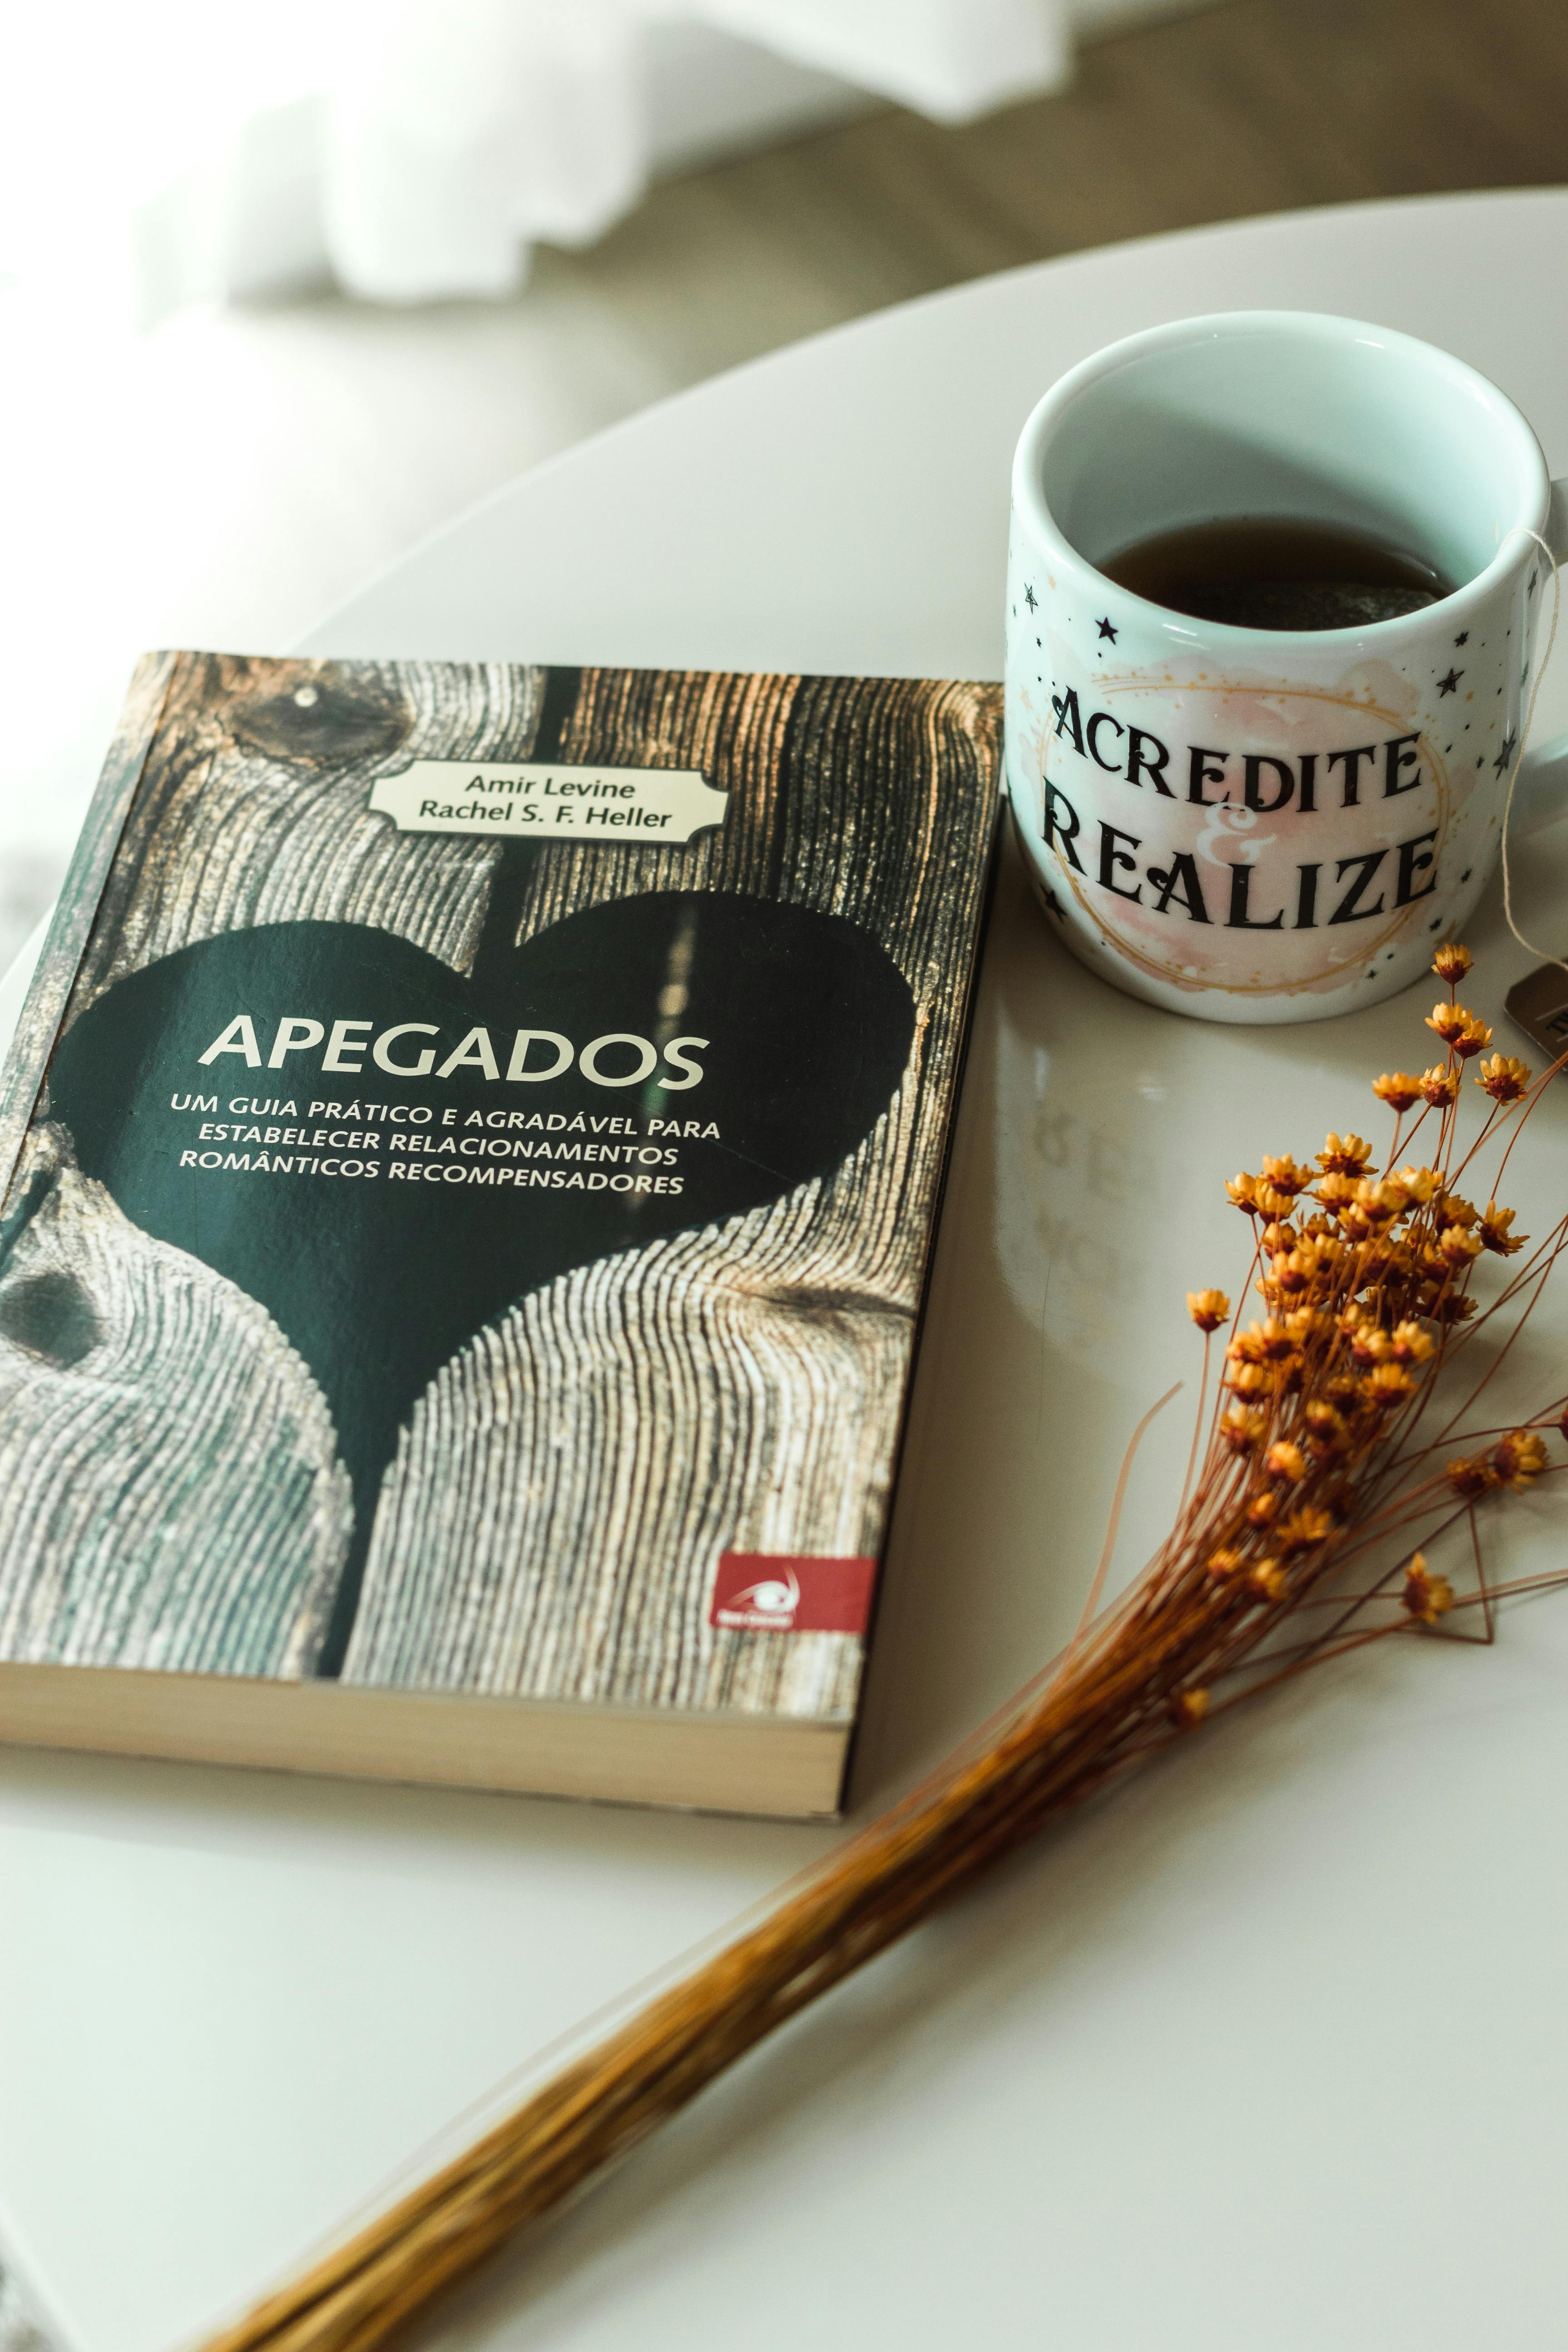 Amir Levine
Rachel S. F. Heller
APEGADOS
UM GUIA PRÁTICO E AGRADÁVEL PARA
ESTABELECER RELACIONAMENTOS
ROMÂNTICOS RECOMPENSADORES
ACREDITE
&
REALIZE